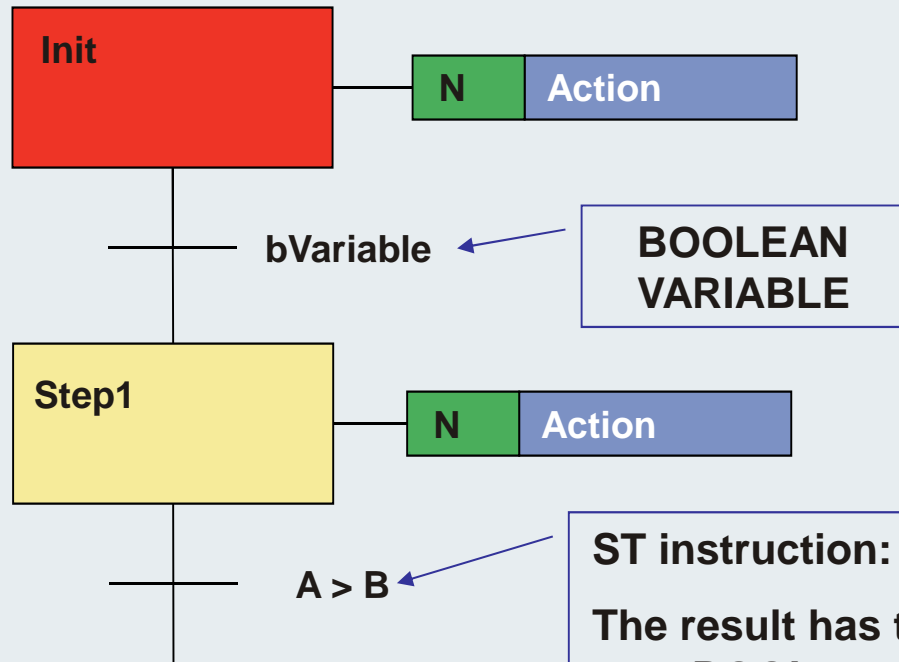 Init
N Action
bVariable
BOOLEAN
VARIABLE
Step1
N Action
A > B
ST instruction:
The result has